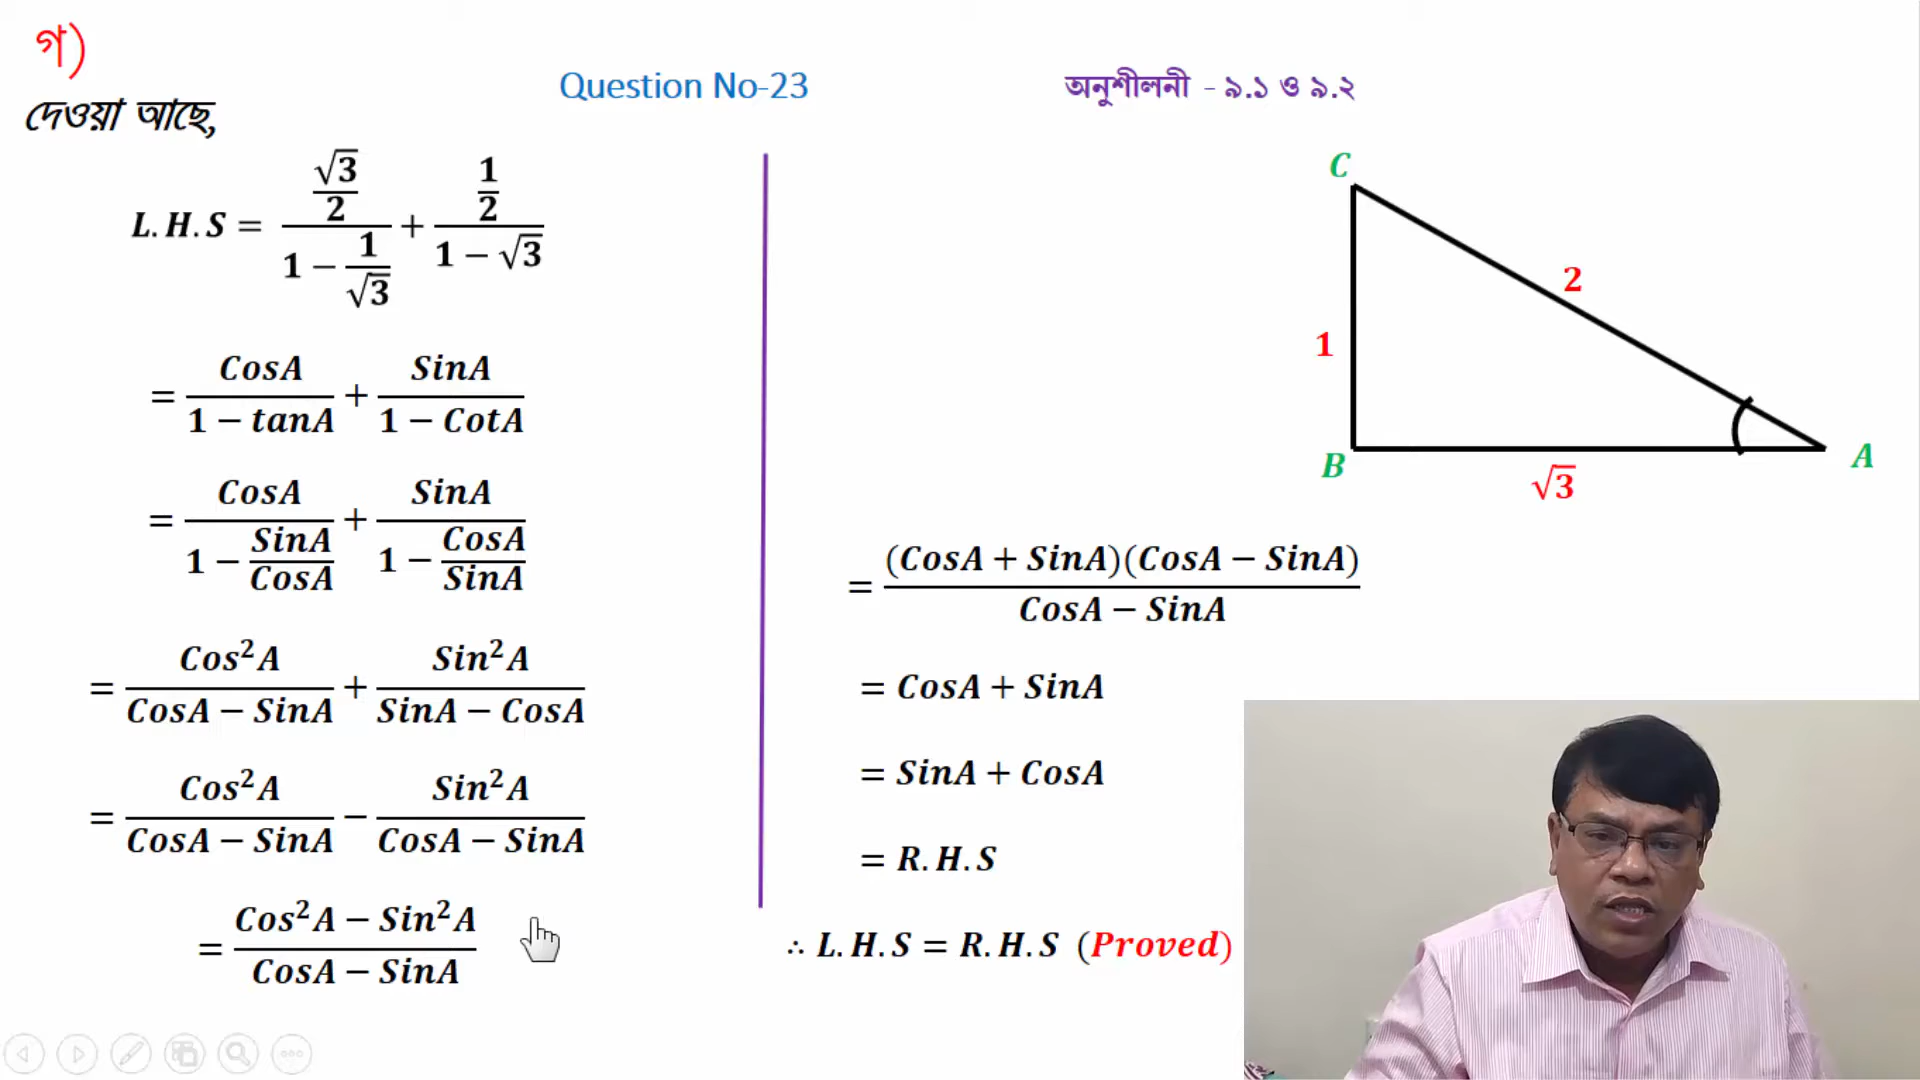 গ)
Question No-23
অনুশীলনী - ৯.১ ও ৯.২
দেওয়া আছে,
L.H.S = (√3/2)/(1 − 1/√3) + (1/2)/(1 − √3)
= CosA/(1 − tanA) + SinA/(1 − CotA)
= CosA/(1 − SinA/CosA) + SinA/(1 − CosA/SinA)
= Cos²A/(CosA − SinA) + Sin²A/(SinA − CosA)
= Cos²A/(CosA − SinA) − Sin²A/(CosA − SinA)
= (Cos²A − Sin²A)/(CosA − SinA)
C
2
1
B
√3
A
= (CosA + SinA)(CosA − SinA)/(CosA − SinA)
= CosA + SinA
= SinA + CosA
= R.H.S
∴ L.H.S = R.H.S (Proved)